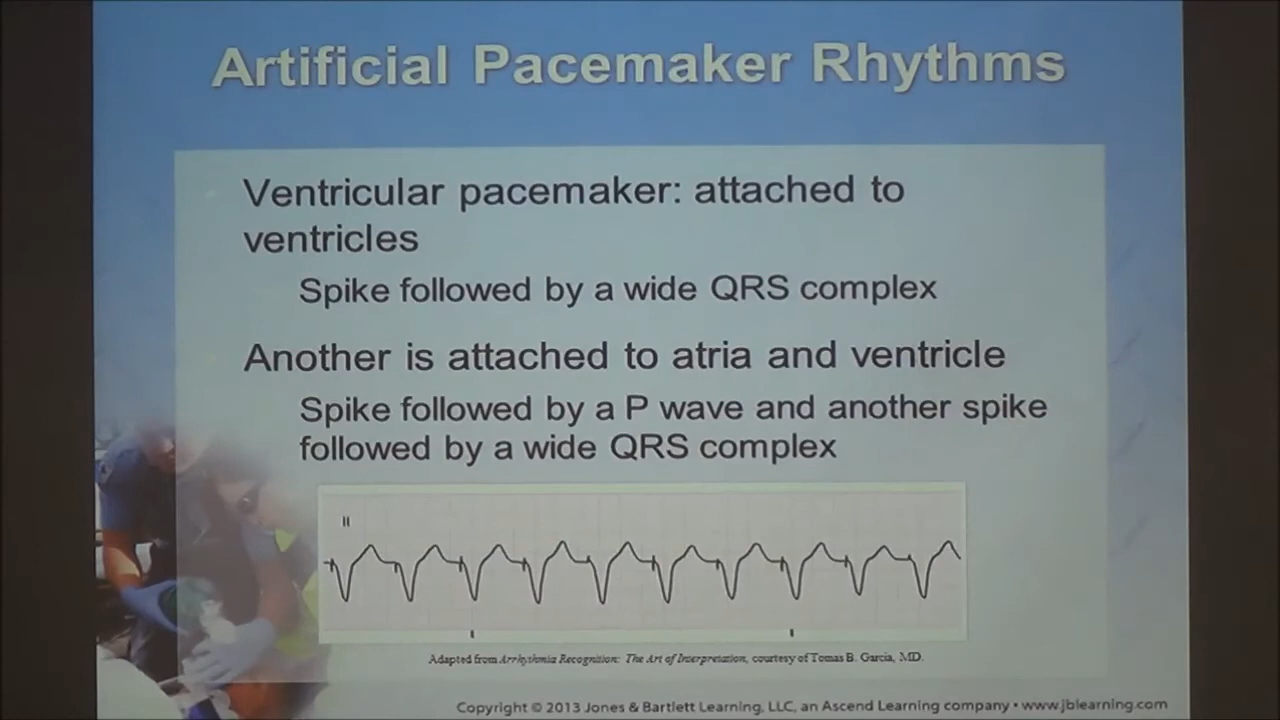 Artificial Pacemaker Rhythms
Ventricular pacemaker: attached to
ventricles
Spike followed by a wide QRS complex
Another is attached to atria and ventricle
Spike followed by a P wave and another spike
followed by a wide QRS complex
II
Adapted from Arrhythmia Recognition: The Art of Interpretation, courtesy of Tomas B. Garcia, MD.
Copyright © 2013 Jones & Bartlett Learning, LLC, an Ascend Learning company • www.jblearning.com